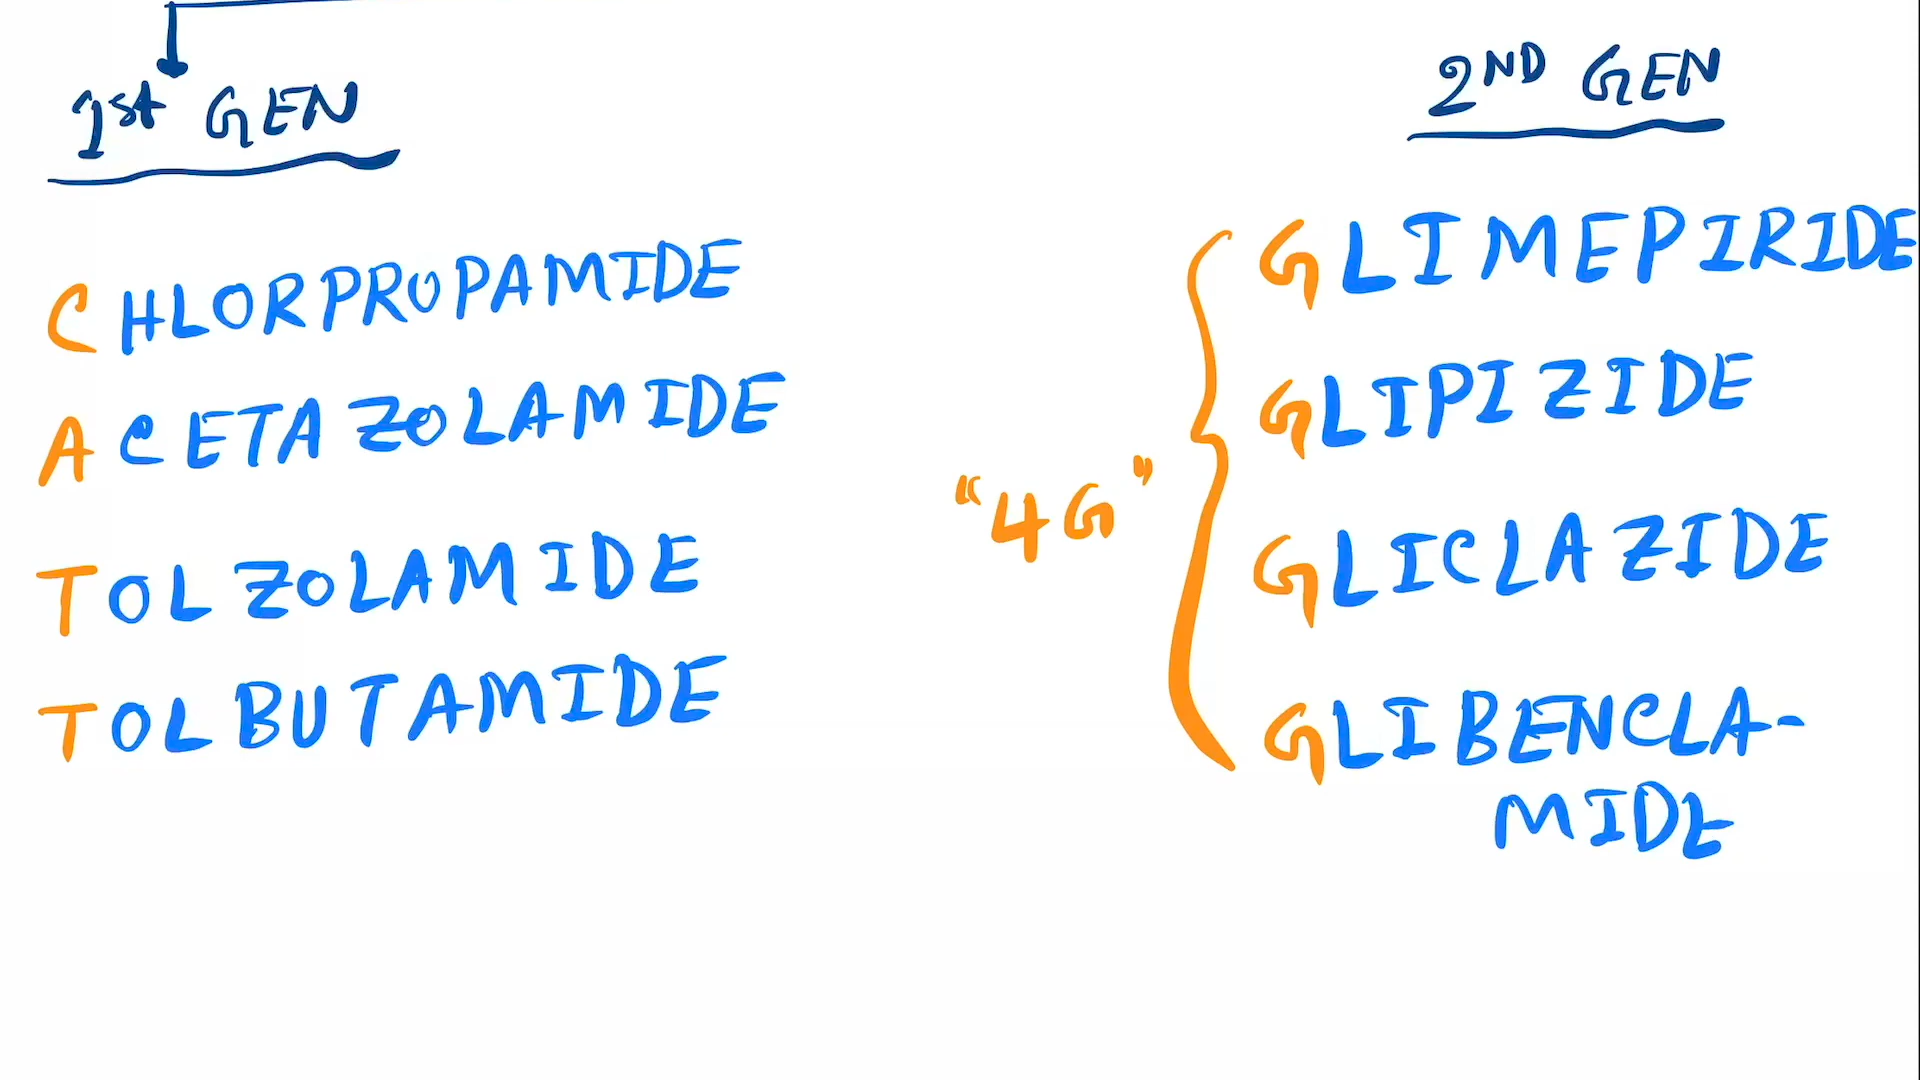 1st GEN
CHLORPROPAMIDE
ACETAZOLAMIDE
TOLZOLAMIDE
TOLBUTAMIDE
"4G"
2ND GEN
GLIMEPIRIDE
GLIPIZIDE
GLICLAZIDE
GLIBENCLA-
MIDE